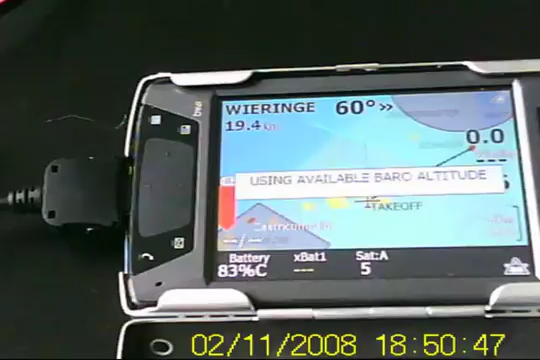 WIERINGE 60°»
19.4km
0.0
USING AVAILABLE BARO ALTITUDE
TAKEOFF
Battery xBat1 Sat:A
83%C --- 5
02/11/2008 18:50:47